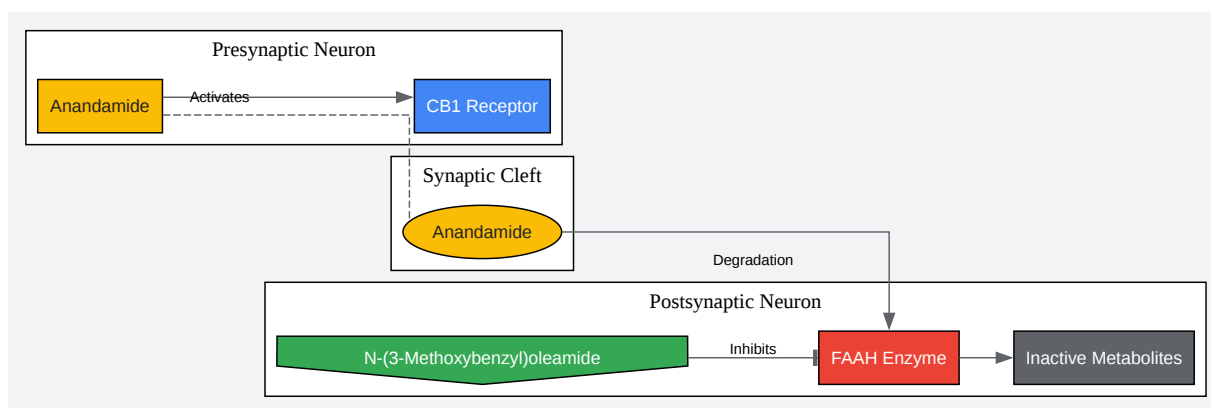 Presynaptic Neuron
Anandamide
Activates
CB1 Receptor
Synaptic Cleft
Anandamide
Degradation
Postsynaptic Neuron
N-(3-Methoxybenzyl)oleamide
Inhibits
FAAH Enzyme
Inactive Metabolites